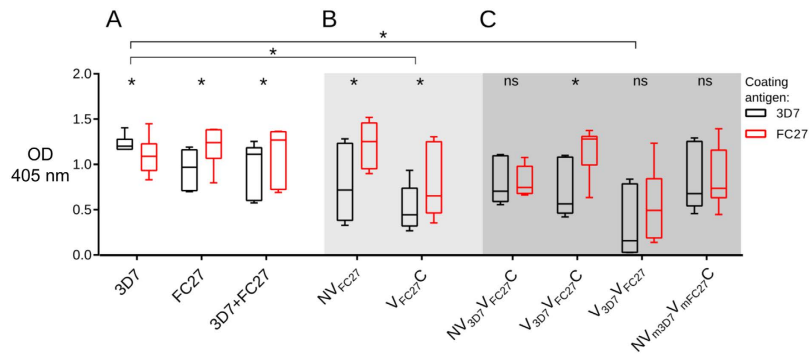 A B C
*
*
2.0 * * * * * ns * ns ns
Coating
antigen:
3D7
FC27
1.5
1.0
0.5
0.0
OD
405 nm
3D7
FC27
3D7+FC27
NVFC27
VFC27C
NV3D7VFC27C
V3D7VFC27C
V3D7VFC27
NVm3D7VmFC27C